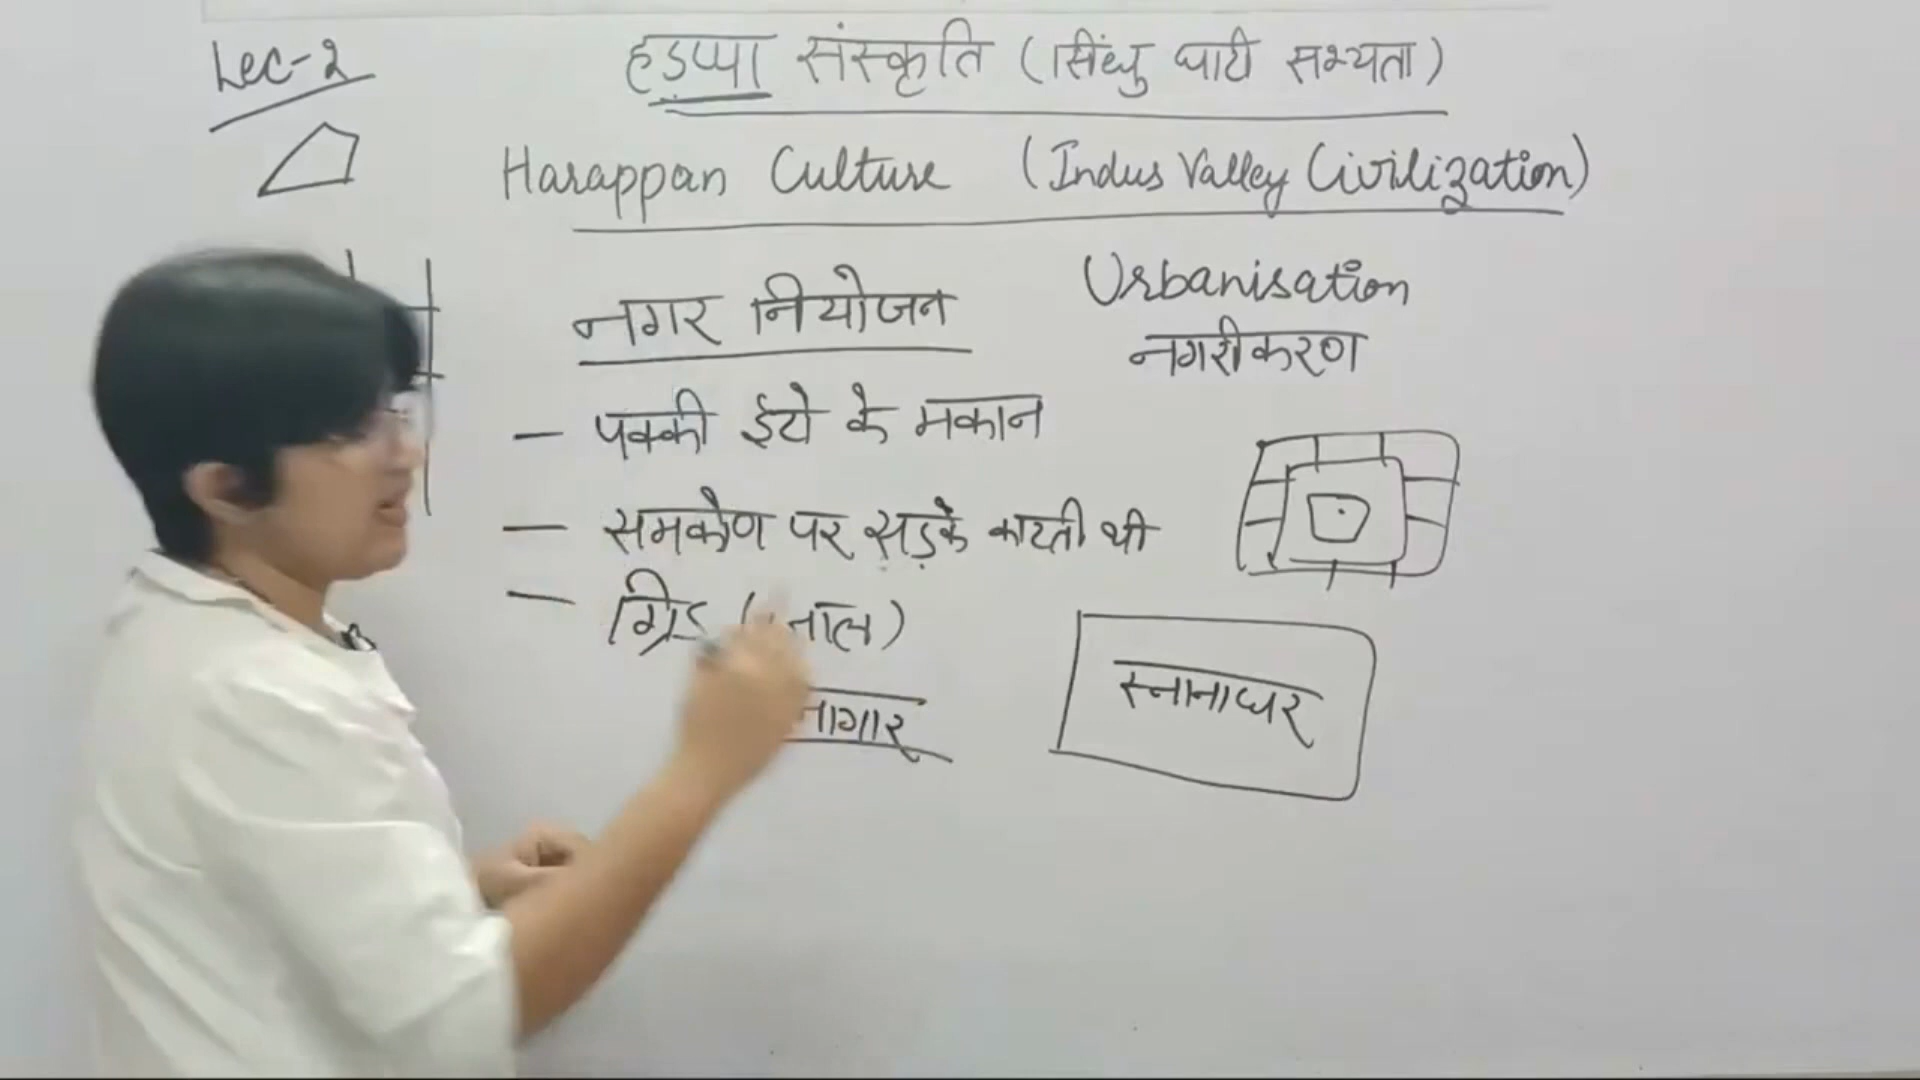 Lec-2
हड़प्पा संस्कृति (सिंधु घाटी सभ्यता)
Harappan Culture (Indus Valley Civilization)
नगर नियोजन
Urbanisation
नगरीकरण
– पक्की ईटो के मकान
– समकोण पर सड़के काटती थी
– ग्रिड
स्नानाघर